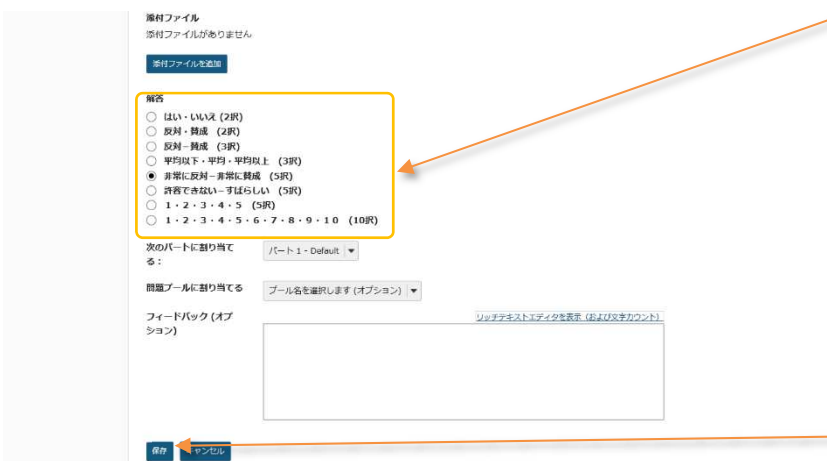 添付ファイル
添付ファイルがありません
添付ファイルを追加
解答
はい・いいえ (2択)
反対・賛成 (2択)
反対－賛成 (3択)
平均以下・平均・平均以上 (3択)
非常に反対－非常に賛成 (5択)
許容できない－すばらしい (5択)
1・2・3・4・5 (5択)
1・2・3・4・5・6・7・8・9・10 (10択)
次のパートに割り当て
る：
パート 1 - Default
問題プールに割り当てる
プール名を選択します (オプション)
フィードバック (オプ
ション)
リッチテキストエディタを表示 (および文字カウント)
保存 キャンセル